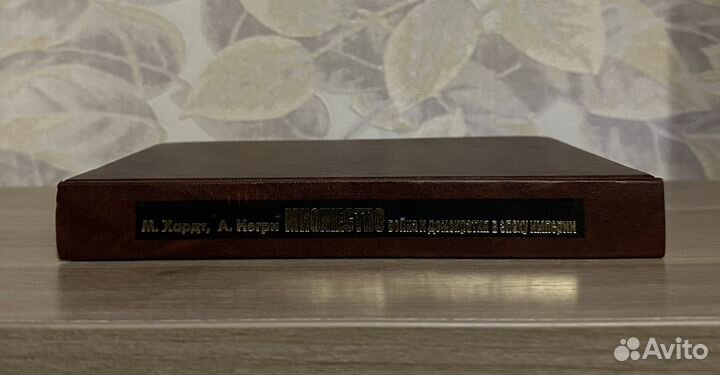 М. Хардт, А. Негри МНОЖЕСТВО война и демократия в эпоху империи
Avito